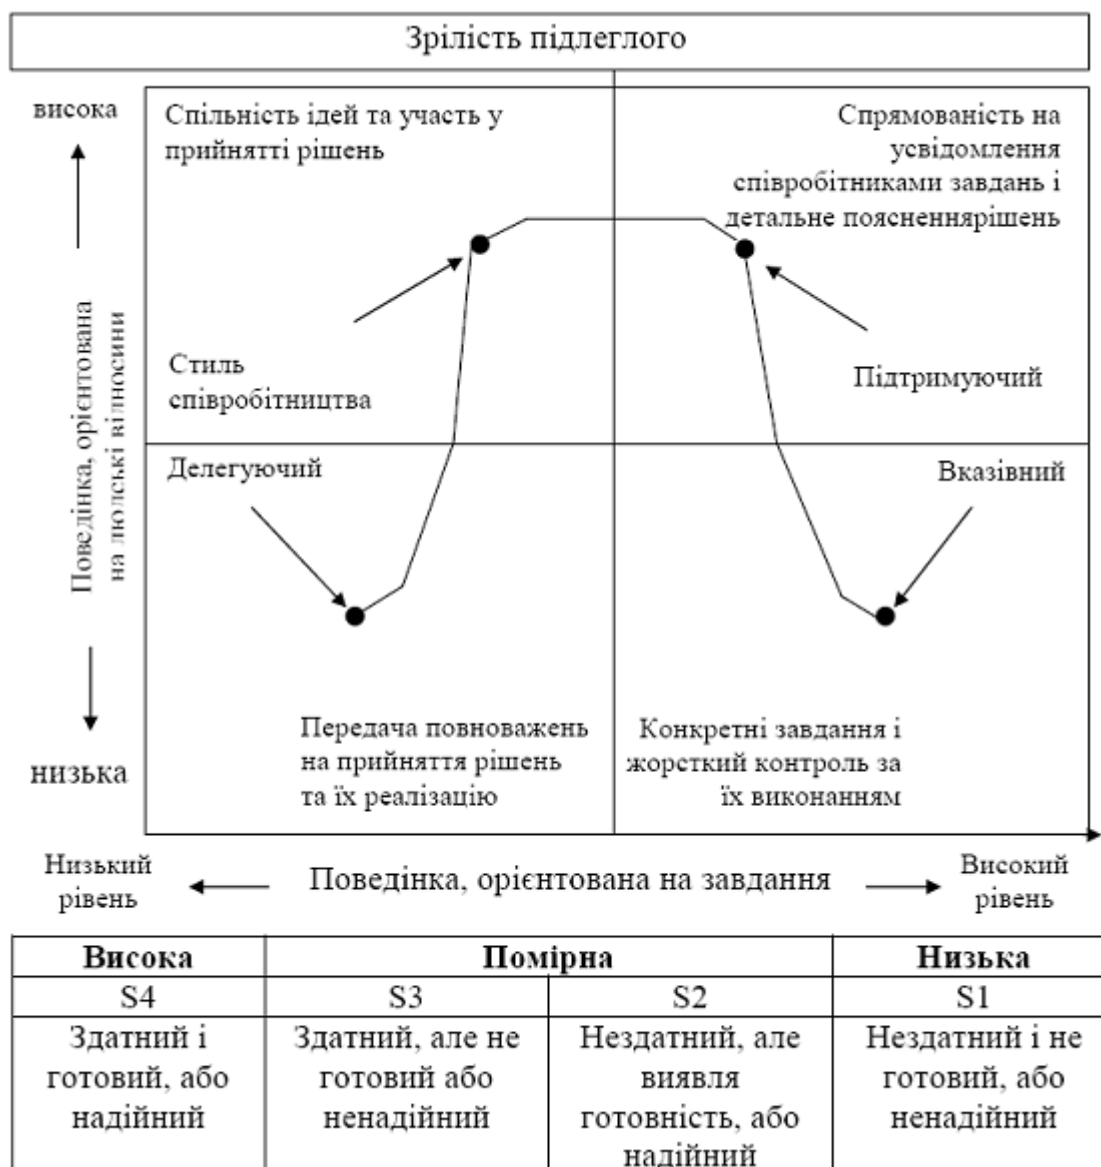 Зрілість підлеглого
висока
Спільність ідей та участь у
прийнятті рішень
Спрямованість на
усвідомлення
співробітниками завдань і
детальне поясненнярішень
Поведінка, орієнтована
на людські відносини
Стиль
співробітництва
Підтримуючий
Делегуючий
Вказівний
Передача повноважень
на прийняття рішень
та їх реалізацію
Конкретні завдання і
жорсткий контроль за
їх виконанням
низька
Низький
рівень
Поведінка, орієнтована на завдання
Високий
рівень
Висока Помірна Низька
S4 S3 S2 S1
Здатний і
готовий, або
надійний
Здатний, але не
готовий або
ненадійний
Нездатний, але
виявля
готовність, або
надійний
Нездатний і не
готовий, або
ненадійний